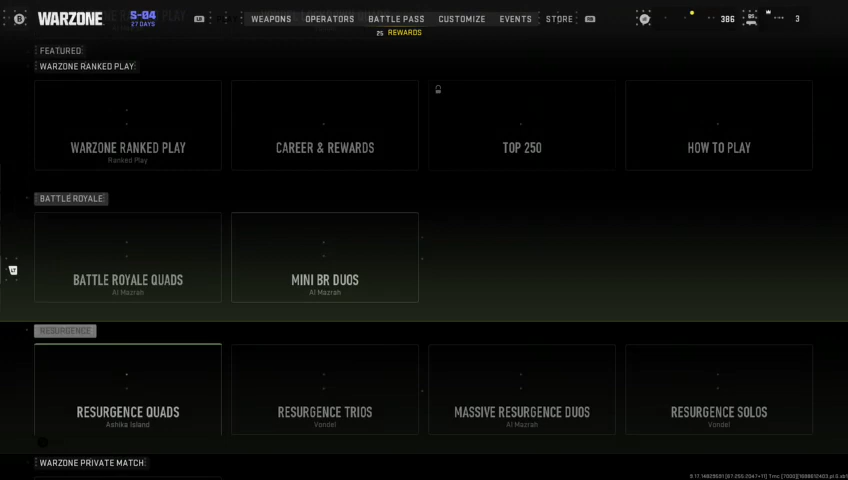 WARZONE S-04
27 DAYS
LB WEAPONS OPERATORS BATTLE PASS CUSTOMIZE EVENTS STORE RB 386 3
25 REWARDS
FEATURED
WARZONE RANKED PLAY
WARZONE RANKED PLAY CAREER & REWARDS TOP 250 HOW TO PLAY
Ranked Play
BATTLE ROYALE
LT
BATTLE ROYALE QUADS MINI BR DUOS
Al Mazrah Al Mazrah
RESURGENCE
RESURGENCE QUADS RESURGENCE TRIOS MASSIVE RESURGENCE DUOS RESURGENCE SOLOS
Ashika Island Vondel Al Mazrah Vondel
WARZONE PRIVATE MATCH